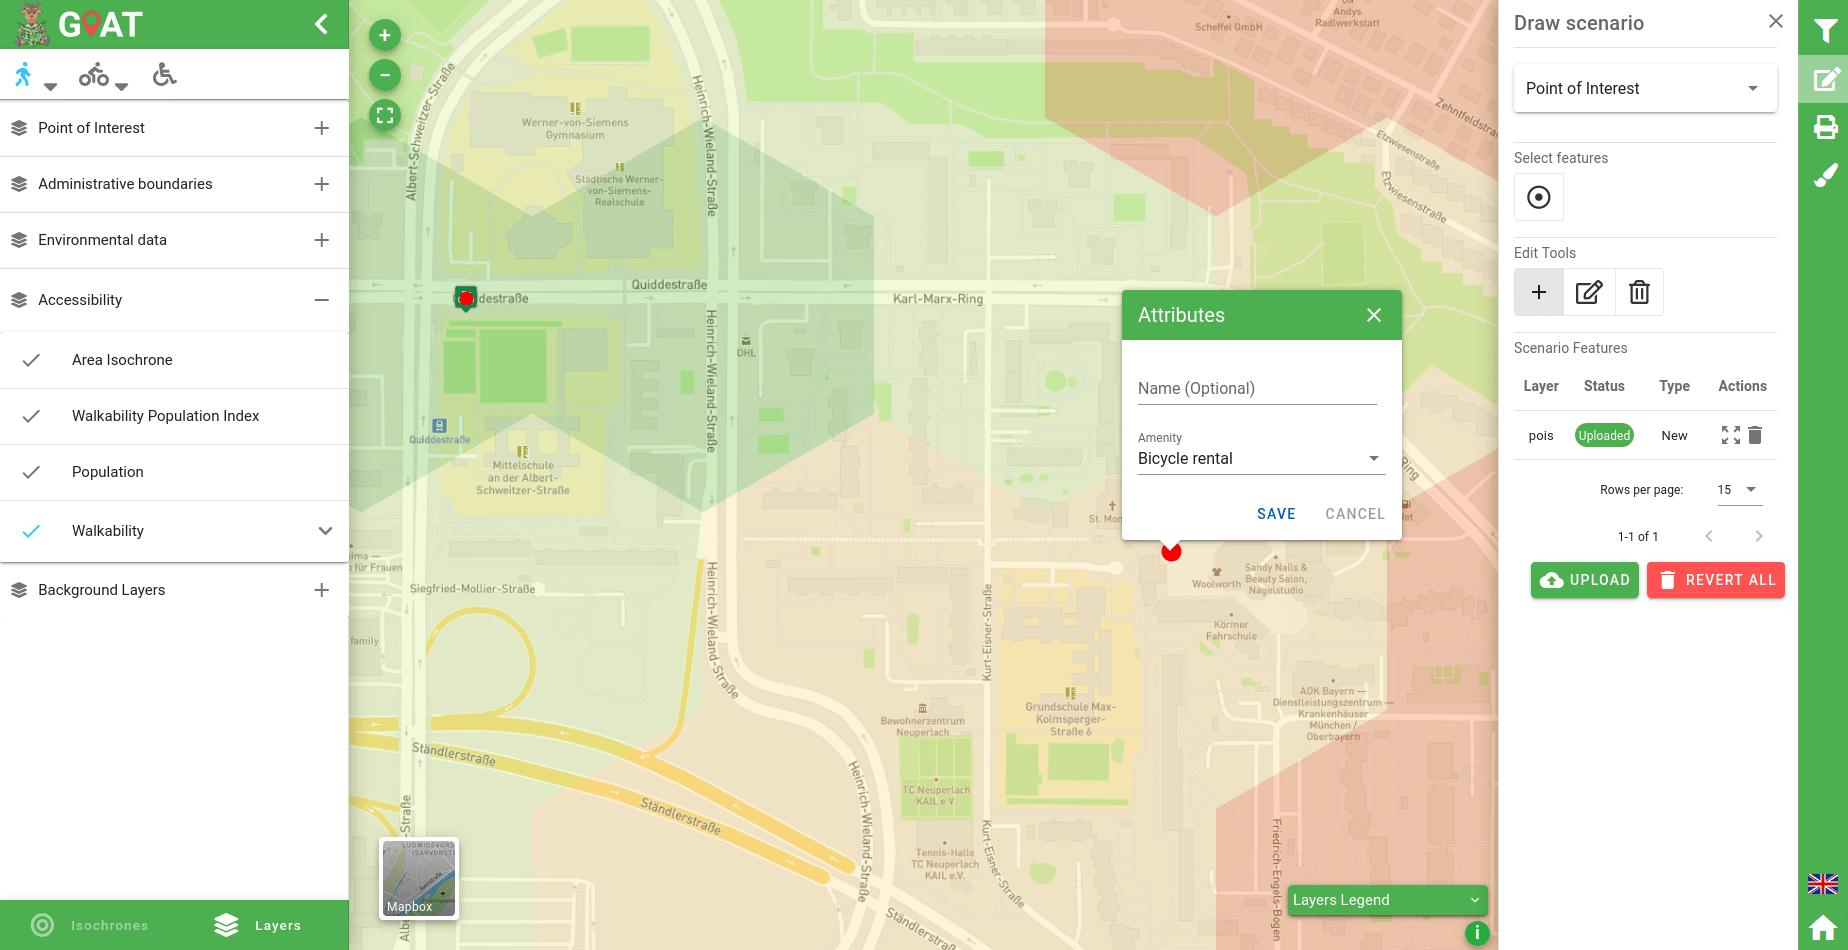 GOAT
Point of Interest
Administrative boundaries
Environmental data
Accessibility
Area Isochrone
Walkability Population Index
Population
Walkability
Background Layers
Isochrones
Layers
+
−
Albert-Schweitzer-Straße
Heinrich-Wieland-Straße
Werner-von-Siemens
Gymnasium
Städtische Werner-
von-Siemens-
Realschule
Scheffel GmbH
Andys
Radlwerkstatt
Zehntfeldstraße
Etzwiesenstraße
Etzwiesenstraße
Quiddestraße
Karl-Marx-Ring
Heinrich-Wieland-Straße
DHL
Quiddestraße
Mittelschule
an der Albert-
Schweitzer-Straße
St. Mon
Ring
für Frauen
Siegfried-Mollier-Straße
family
Heinrich-Wieland-Straße
Kurt-Eisner-Straße
Woolworth
Sandy Nails &
Beauty Salon,
Nagelstudio
Körmer
Fahrschule
AOK Bayern —
Dienstleistungszentrum —
Krankenhäuser
München /
Oberbayern
Grundschule Max-
Kolmsperger-
Straße 6
Bewohnerzentrum
Neuperlach
TC Neuperlach
KAIL e.V.
Tennis-Halle
TC Neuperlach
KAIL e.V.
Ständlerstraße
Ständlerstraße
Ständlerstraße
Heinrich-Wieland-Straße
Kurt-Eisner-Straße
Friedrich-Engels-Bogen
Mapbox
Layers Legend
i
Attributes
Name (Optional)
Amenity
Bicycle rental
SAVE
CANCEL
Draw scenario
Point of Interest
Select features
Edit Tools
Scenario Features
Layer Status Type Actions
pois Uploaded New
Rows per page: 15
1-1 of 1
UPLOAD
REVERT ALL